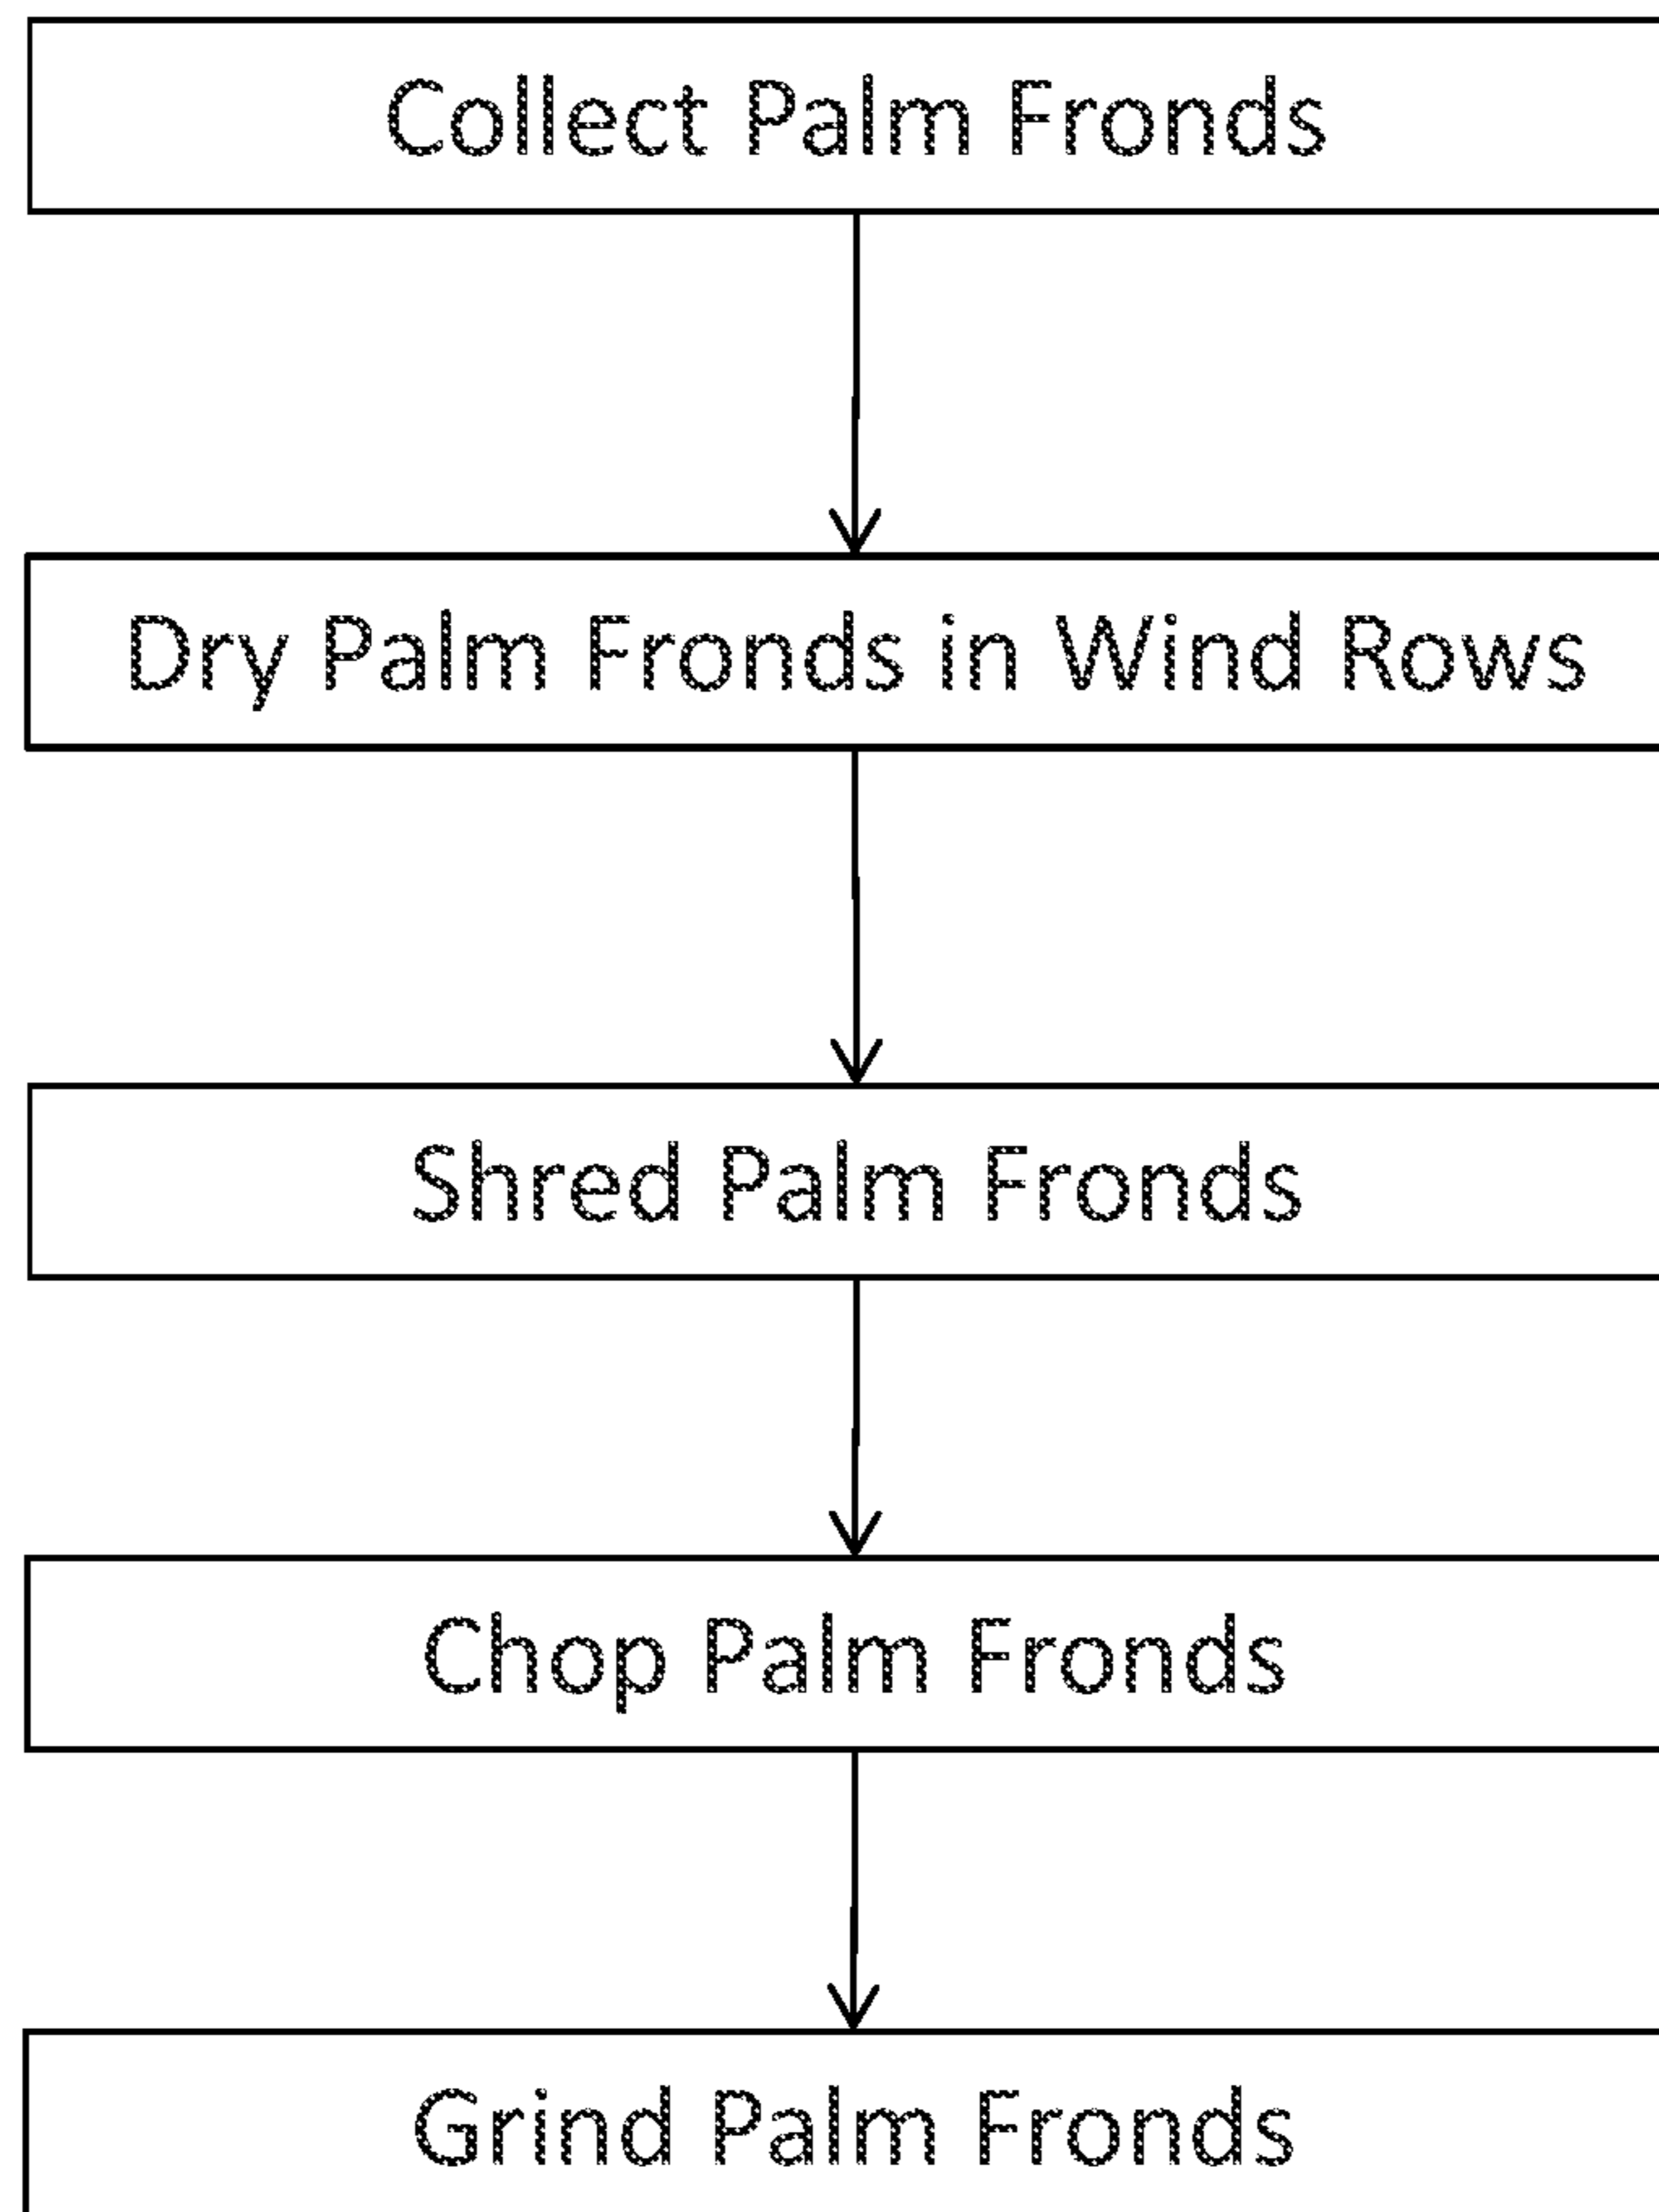 Collect Palm Fronds
Dry Palm Fronds in Wind Rows
Shred Palm Fronds
Chop Palm Fronds
Grind Palm Fronds